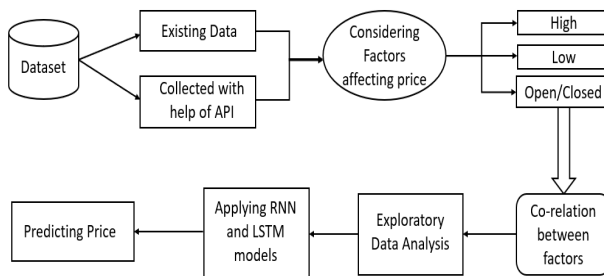 Dataset
Existing Data
Collected with
help of API
Considering
Factors
affecting price
High
Low
Open/Closed
Co-relation
between
factors
Exploratory
Data Analysis
Applying RNN
and LSTM
models
Predicting Price